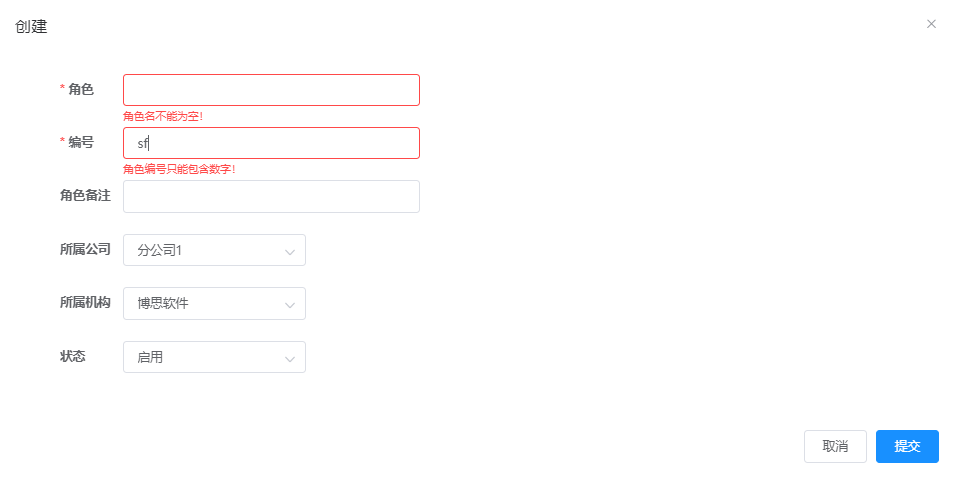 创建
* 角色
角色名不能为空!
* 编号 sf
角色编号只能包含数字!
角色备注
所属公司 分公司1
所属机构 博思软件
状态 启用
取消 提交